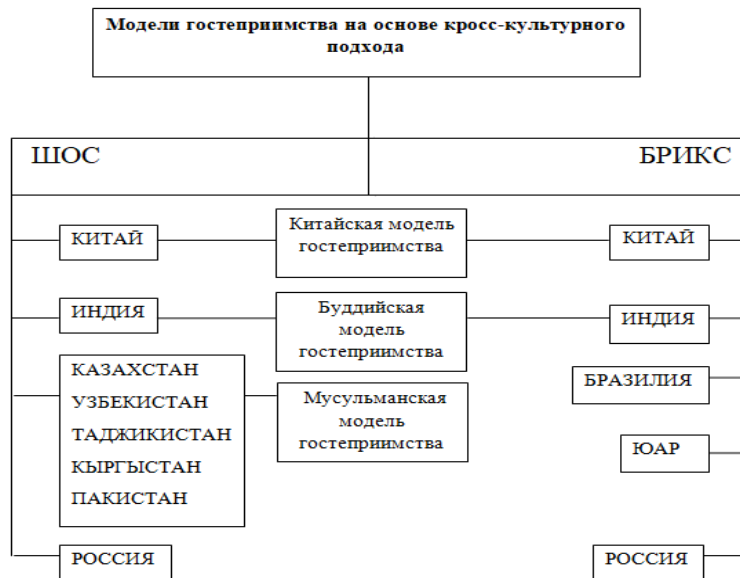 Модели гостеприимства на основе кросс-культурного
подхода
ШОС
БРИКС
КИТАЙ
Китайская модель
гостеприимства
КИТАЙ
ИНДИЯ
Буддийская
модель
гостеприимства
ИНДИЯ
КАЗАХСТАН
УЗБЕКИСТАН
ТАДЖИКИСТАН
КЫРГЫСТАН
ПАКИСТАН
Мусульманская
модель
гостеприимства
БРАЗИЛИЯ
ЮАР
РОССИЯ
РОССИЯ